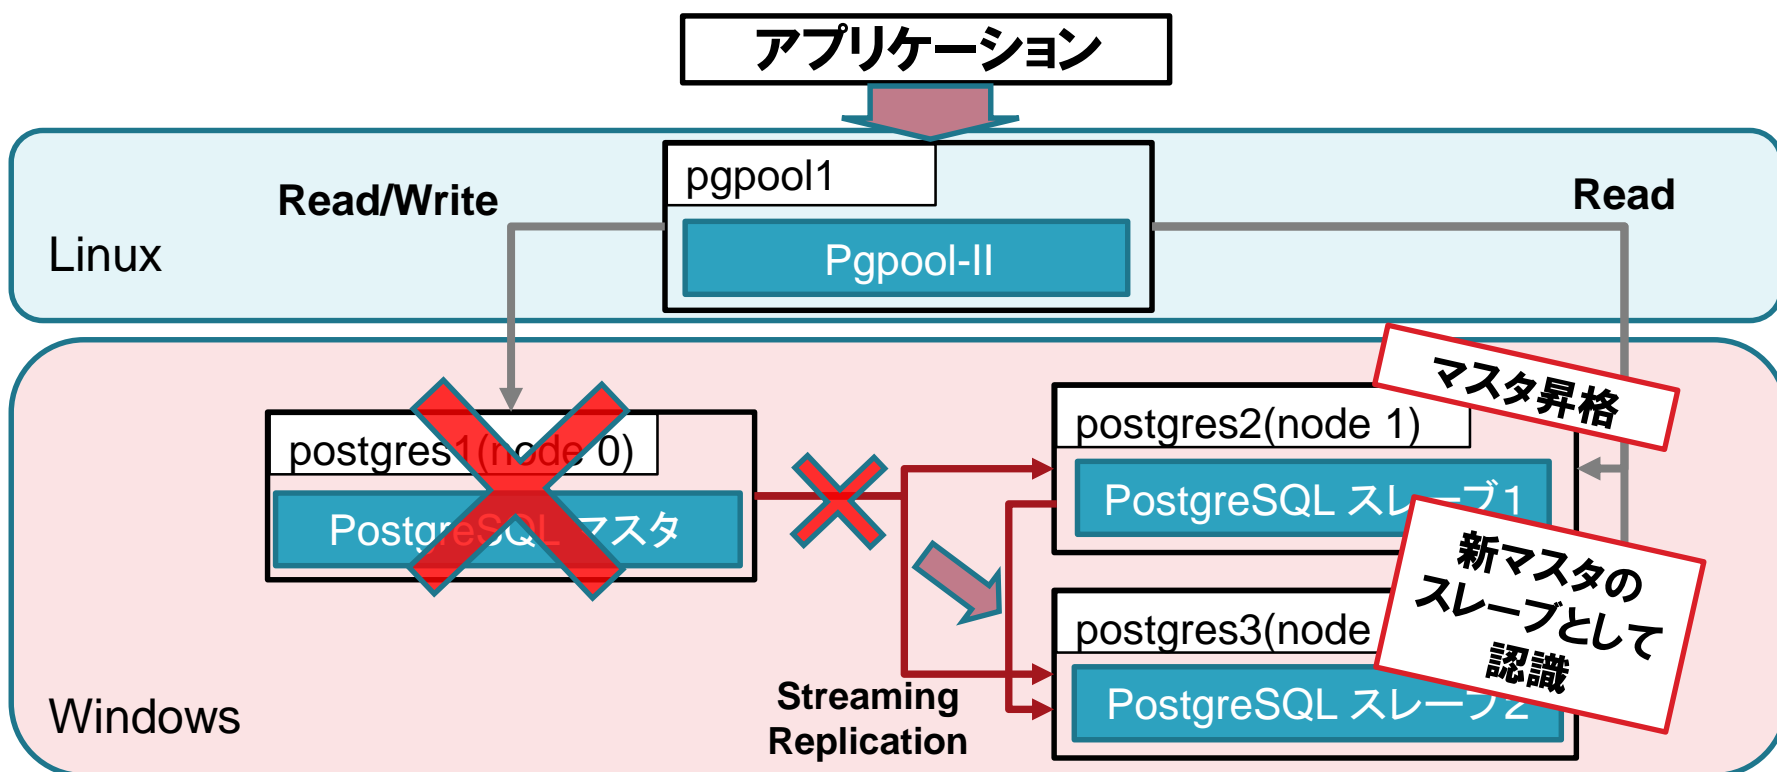 アプリケーション
pgpool1
Read/Write
Read
Pgpool-II
Linux
マスタ昇格
postgres1(node 0)
postgres2(node 1)
PostgreSQL マスタ
PostgreSQL スレーブ1
新マスタの
スレーブとして
認識
postgres3(node
PostgreSQL スレーブ2
Streaming
Replication
Windows